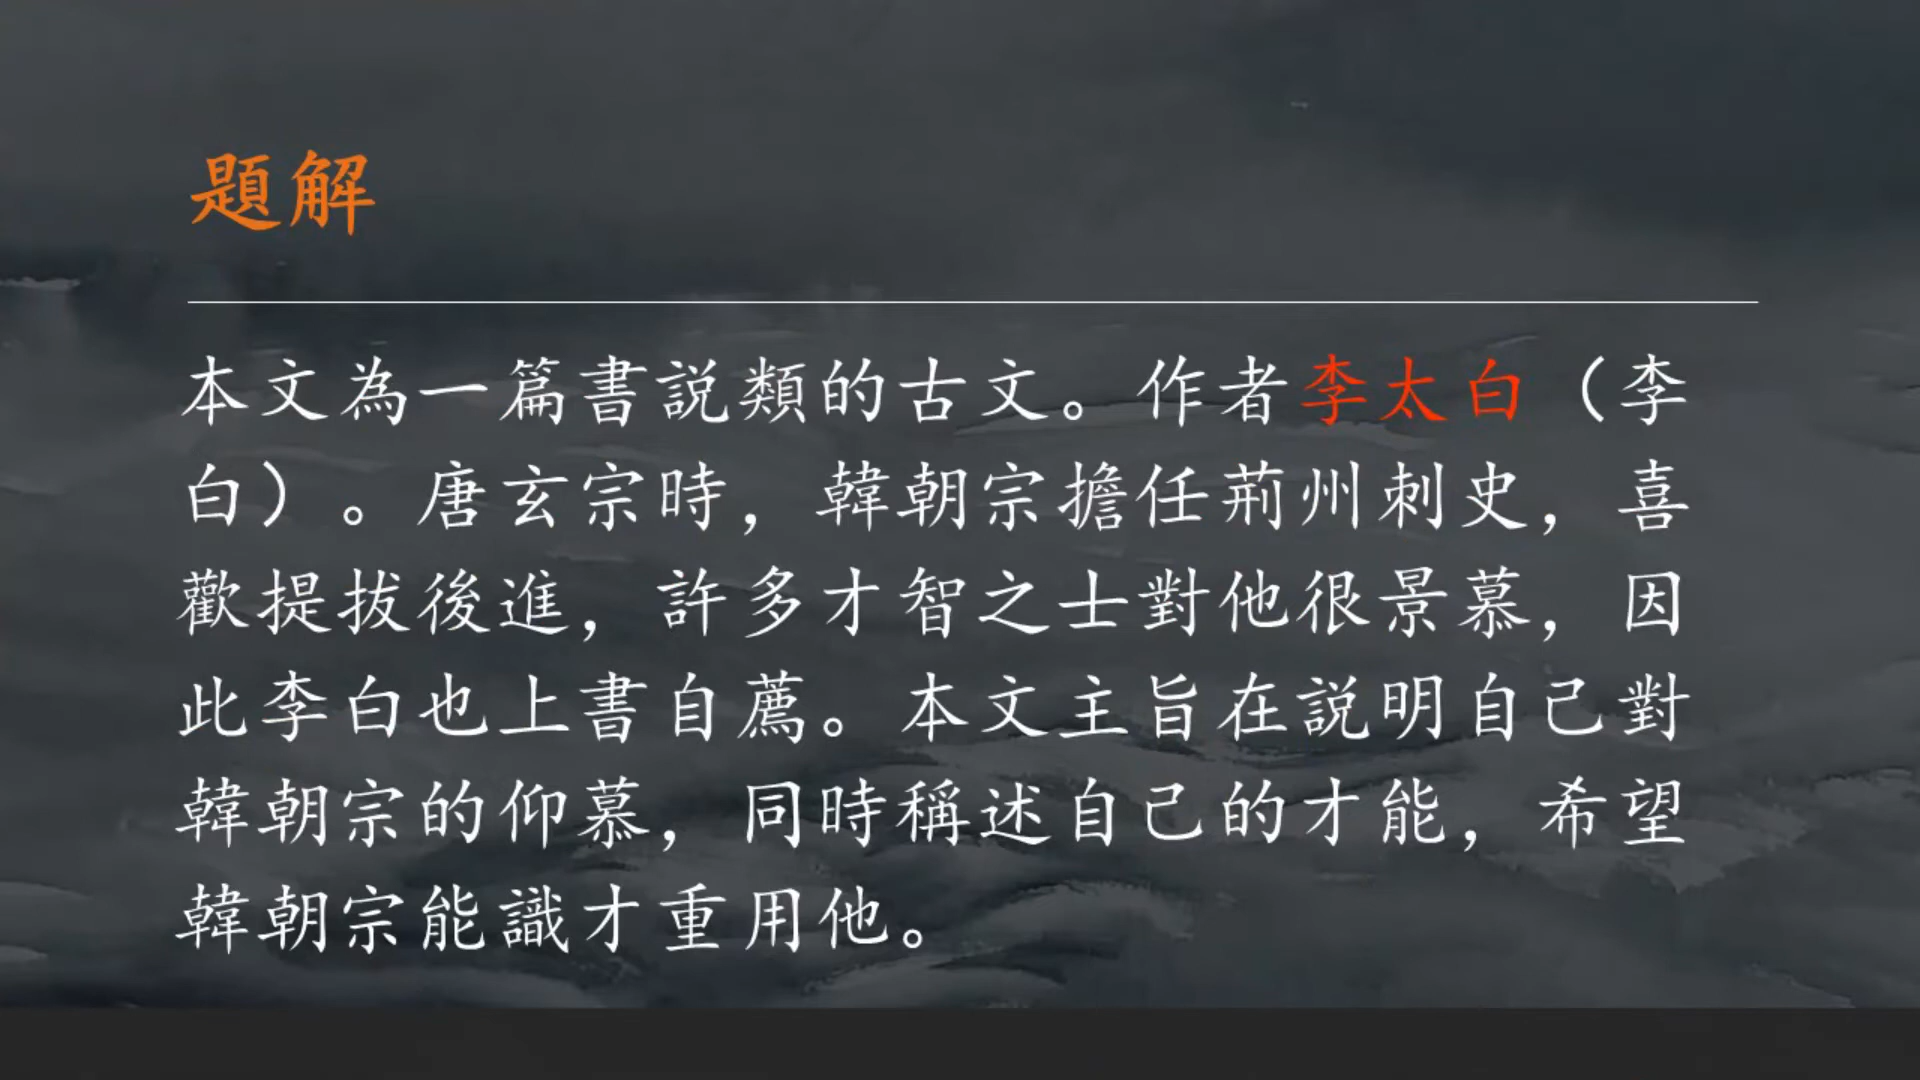 題解
本文為一篇書説類的古文。作者李太白（李
白）。唐玄宗時，韓朝宗擔任荊州刺史，喜
歡提拔後進，許多才智之士對他很景慕，因
此李白也上書自薦。本文主旨在説明自己對
韓朝宗的仰慕，同時稱述自己的才能，希望
韓朝宗能識才重用他。